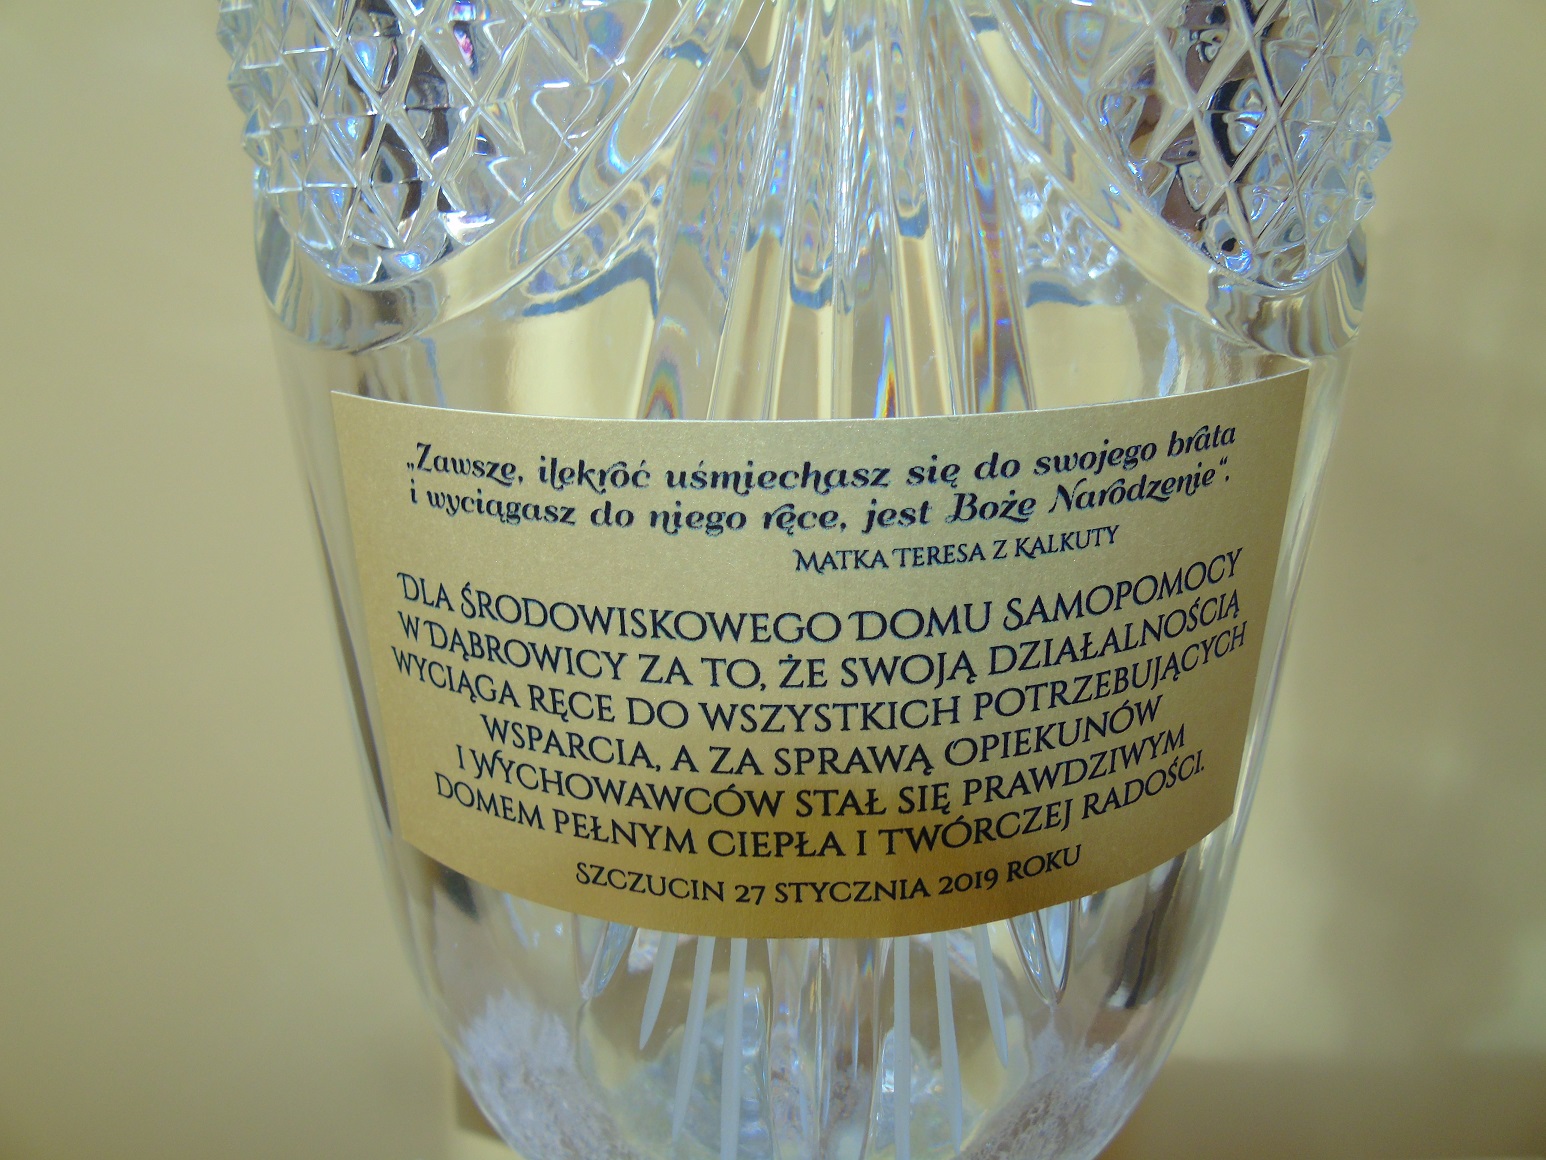 „Zawsze, ilekroć uśmiechasz się do swojego brata
i wyciągasz do niego ręce, jest Boże Narodzenie“.
MATKA TERESA Z KALKUTY
DLA ŚRODOWISKOWEGO DOMU SAMOPOMOCY
W DĄBROWICY ZA TO, ŻE SWOJĄ DZIAŁALNOŚCIĄ
WYCIĄGA RĘCE DO WSZYSTKICH POTRZEBUJĄCYCH
WSPARCIA, A ZA SPRAWĄ OPIEKUNÓW
I WYCHOWAWCÓW STAŁ SIĘ PRAWDZIWYM
DOMEM PEŁNYM CIEPŁA I TWÓRCZEJ RADOŚCI.
SZCZUCIN 27 STYCZNIA 2019 ROKU